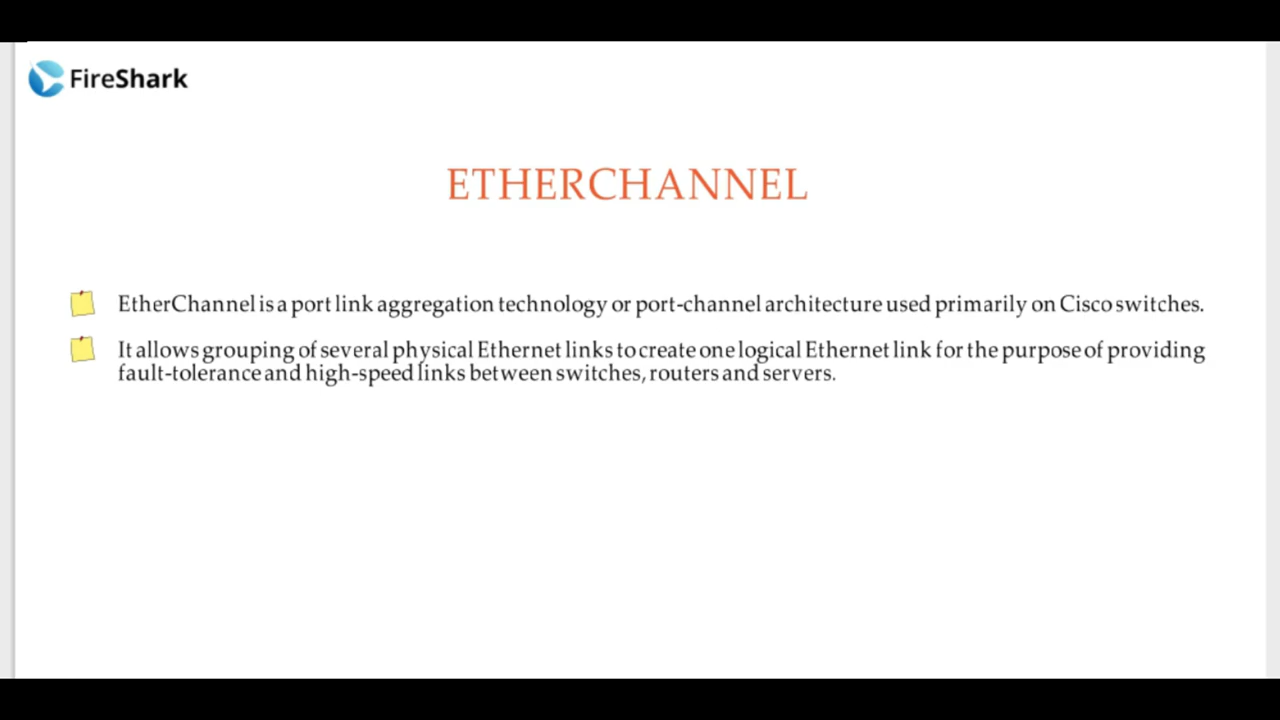 FireShark
ETHERCHANNEL
EtherChannel is a port link aggregation technology or port-channel architecture used primarily on Cisco switches.
It allows grouping of several physical Ethernet links to create one logical Ethernet link for the purpose of providing
fault-tolerance and high-speed links between switches, routers and servers.